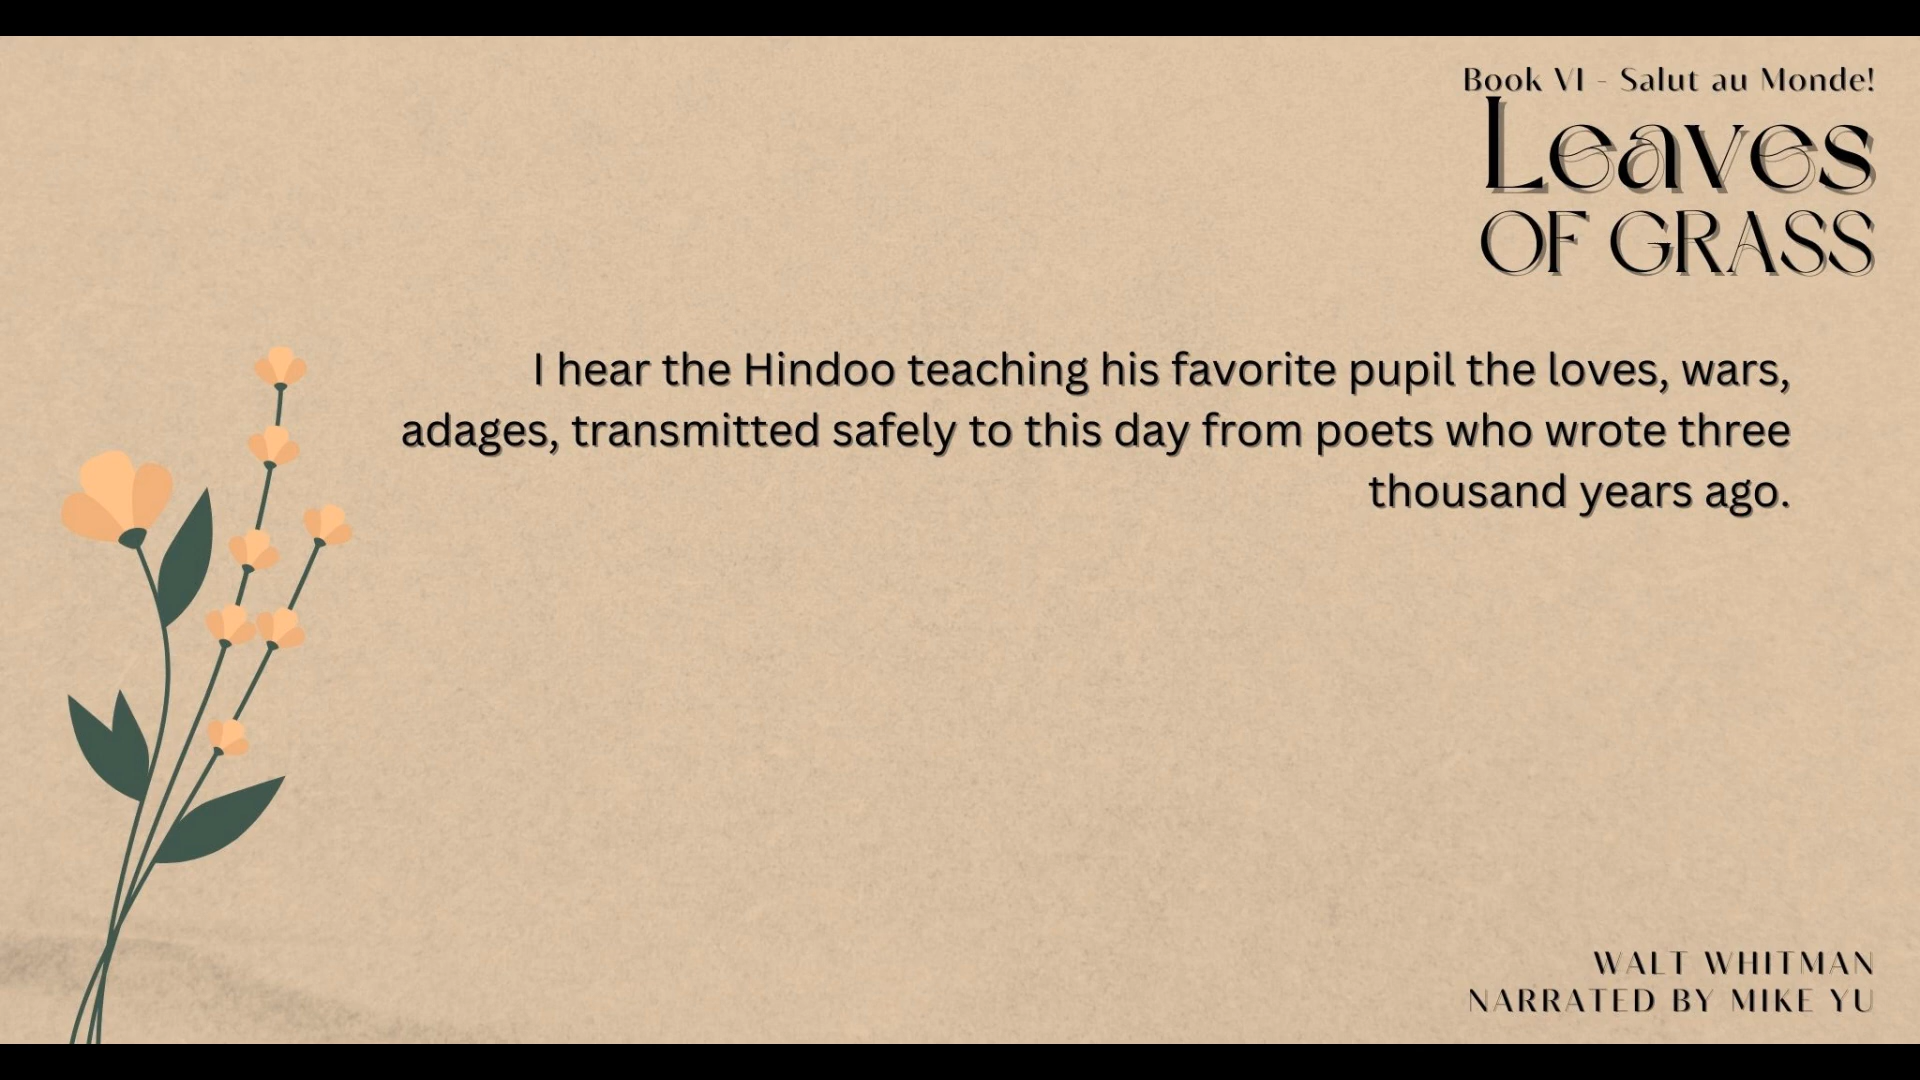 Book VI - Salut au Monde!
Leaves
OF GRASS
I hear the Hindoo teaching his favorite pupil the loves, wars,
adages, transmitted safely to this day from poets who wrote three
thousand years ago.
WALT WHITMAN
NARRATED BY MIKE YU